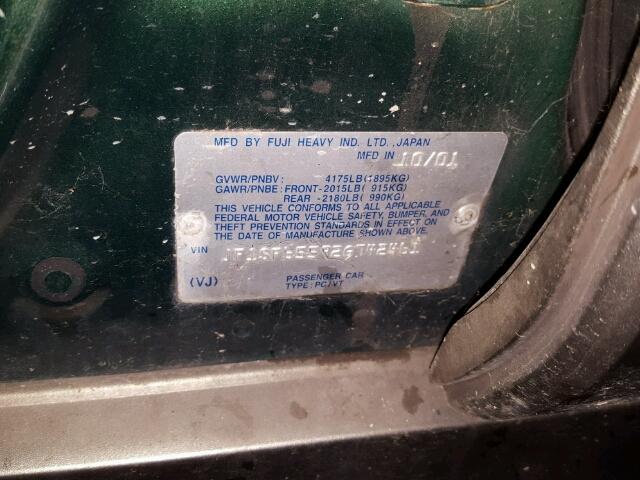 MFD BY FUJI HEAVY IND. LTD.,JAPAN
MFD IN 10/01
GVWR/PNBV: 4175LB(1895KG)
GAWR/PNBE: FRONT-2015LB( 915KG)
REAR -2180LB( 990KG)
THIS VEHICLE CONFORMS TO ALL APPLICABLE
FEDERAL MOTOR VEHICLE SAFETY, BUMPER, AND
THEFT PREVENTION STANDARDS IN EFFECT ON THE
DATE OF MANUFACTURE SHOWN ABOVE.
VIN
(VJ) PASSENGER CAR
TYPE:PC/VT